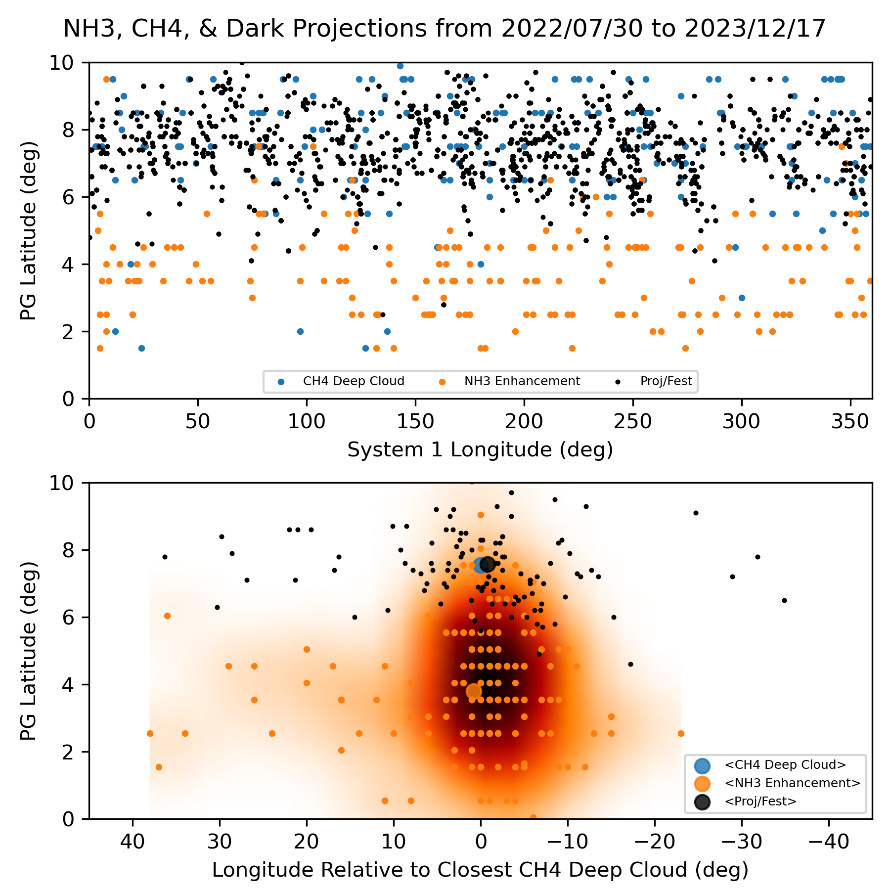 NH3, CH4, & Dark Projections from 2022/07/30 to 2023/12/17
10
8
6
4
2
0
PG Latitude (deg)
CH4 Deep Cloud NH3 Enhancement Proj/Fest
0 50 100 150 200 250 300 350
System 1 Longitude (deg)
10
8
6
4
2
0
PG Latitude (deg)
<CH4 Deep Cloud>
<NH3 Enhancement>
<Proj/Fest>
40 30 20 10 0 −10 −20 −30 −40
Longitude Relative to Closest CH4 Deep Cloud (deg)